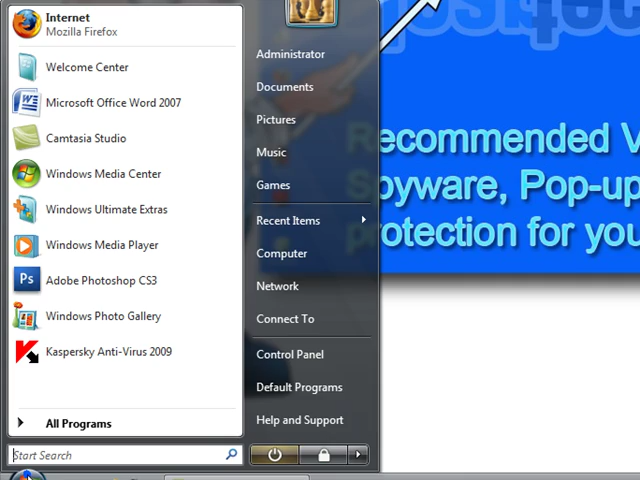 Internet
Mozilla Firefox
Welcome Center
Microsoft Office Word 2007
Camtasia Studio
Windows Media Center
Windows Ultimate Extras
Windows Media Player
Adobe Photoshop CS3
Windows Photo Gallery
Kaspersky Anti-Virus 2009
All Programs
Start Search
Administrator
Documents
Pictures
Music
Games
Recent Items
Computer
Network
Connect To
Control Panel
Default Programs
Help and Support
Recommended V
Spyware, Pop-up
protection for you